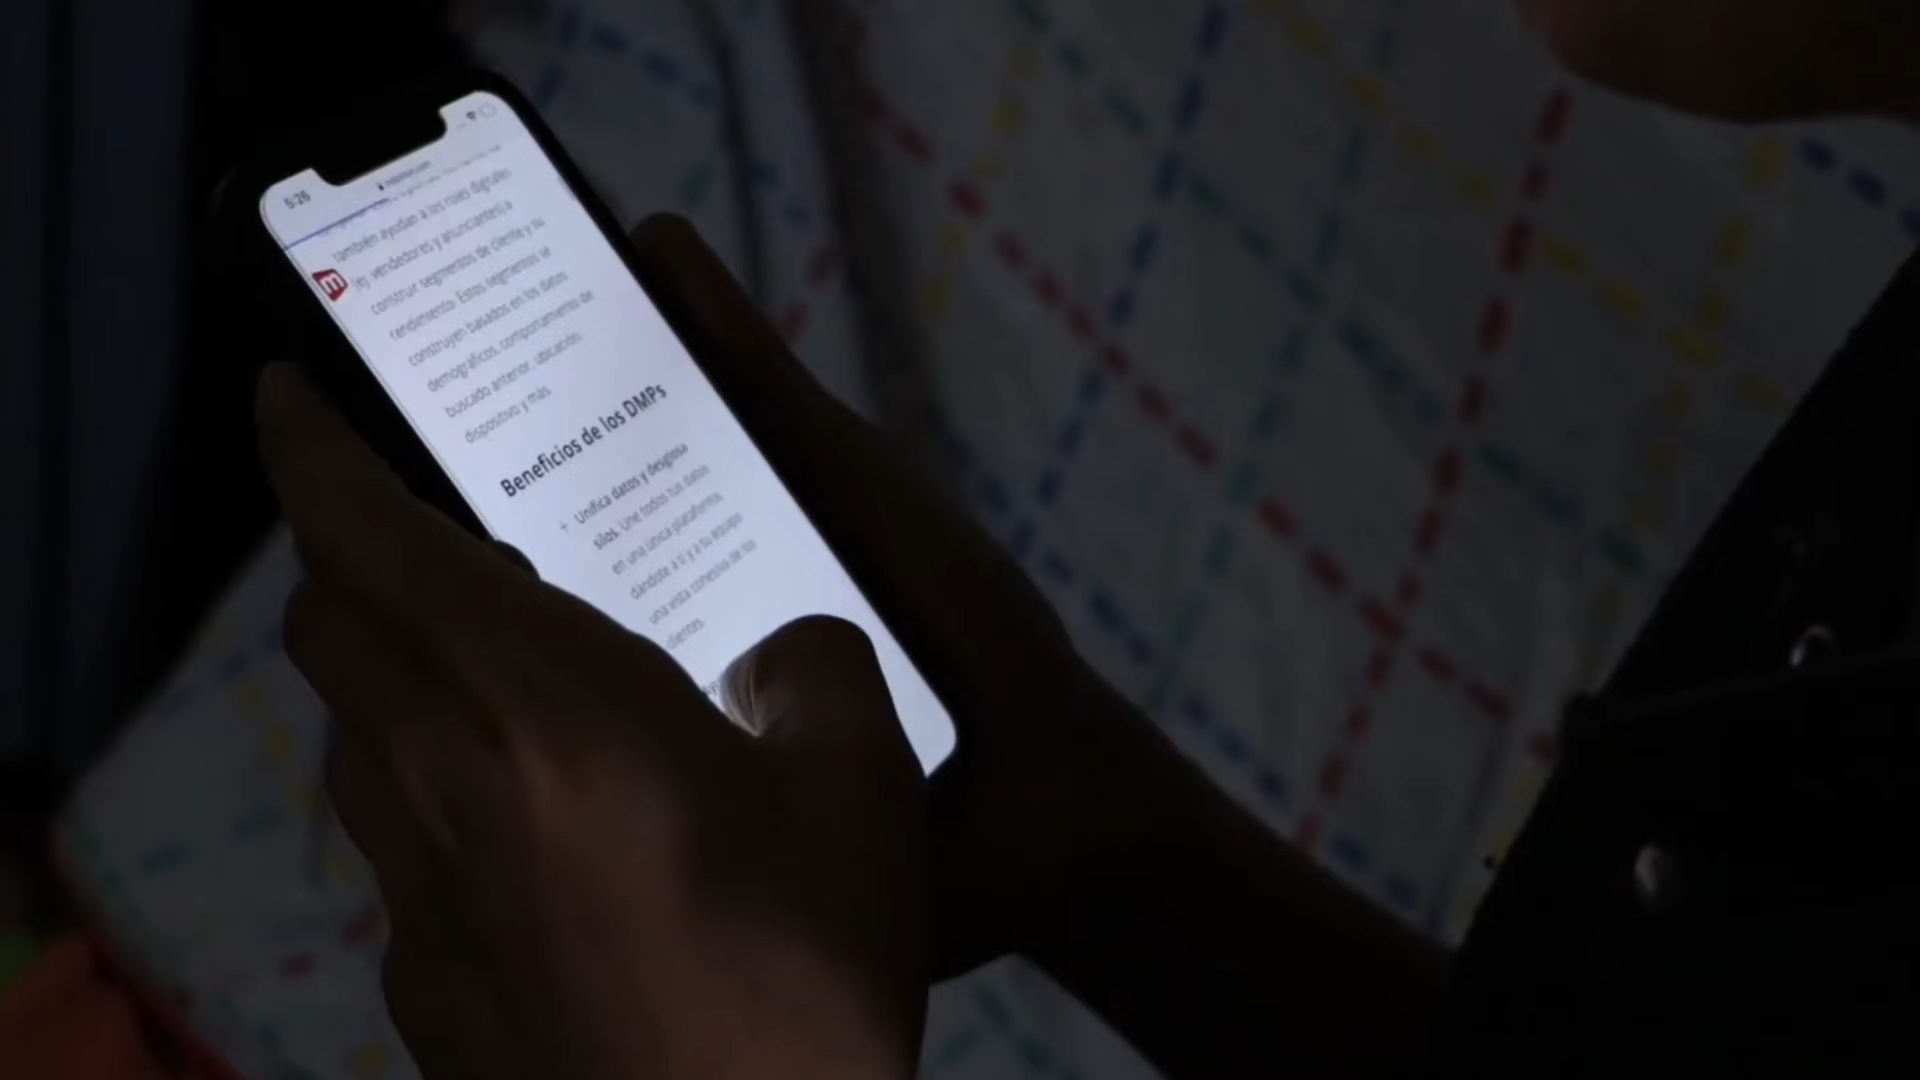 5:26
también ayudan a los rules digitales
(ej. vendedores y anunciantes) a
construir segmentos de cliente y su
rendimiento. Estos segmentos se
construyen basados en los datos
demográficos, comportamiento de
buscado anterior, ubicación,
dispositivo y más.
m
Beneficios de los DMPs
+ Unifica datos y desglosa
silos. Une todos tus datos
en una única plataforma
dándote a ti y a tu equipo
una vista cohesiva de los
clientes.